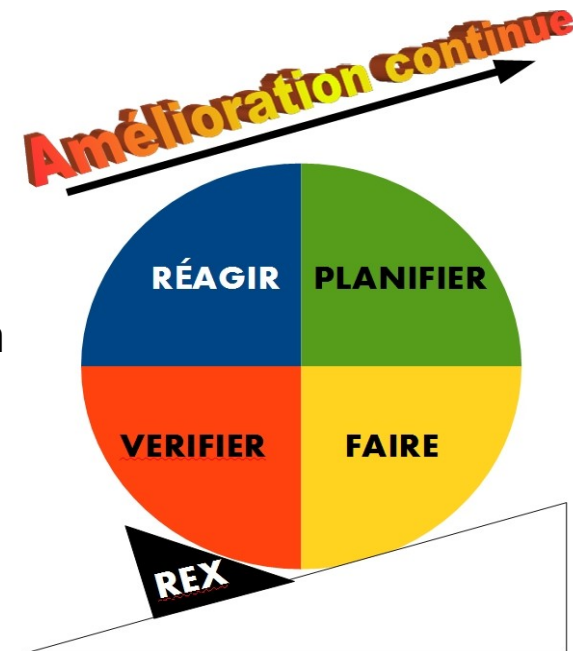 Amélioration continue
RÉAGIR PLANIFIER
n
VERIFIER FAIRE
REX